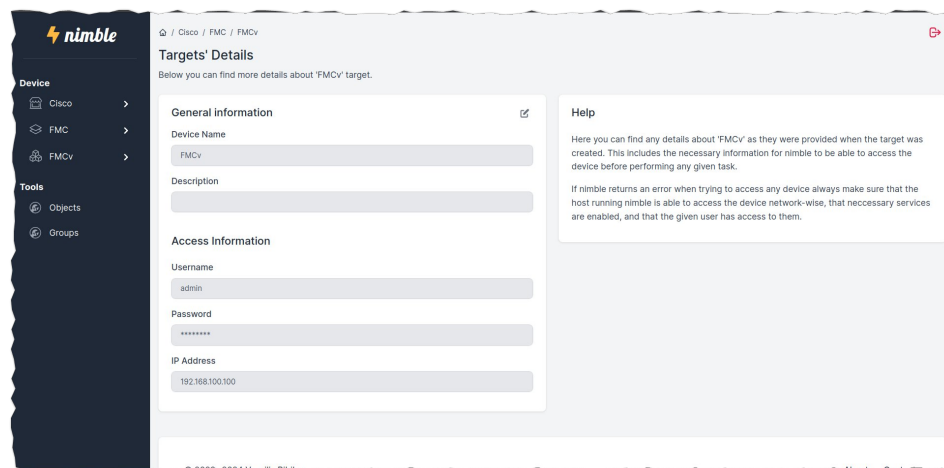 nimble
Device
Cisco
FMC
FMCv
Tools
Objects
Groups
/ Cisco / FMC / FMCv
Targets' Details
Below you can find more details about 'FMCv' target.
General information
Device Name
FMCv
Description
Access Information
Username
admin
Password
********
IP Address
192.168.100.100
Help
Here you can find any details about 'FMCv' as they were provided when the target was
created. This includes the necessary information for nimble to be able to access the
device before performing any given task.
If nimble returns an error when trying to access any device always make sure that the
host running nimble is able to access the device network-wise, that neccessary services
are enabled, and that the given user has access to them.